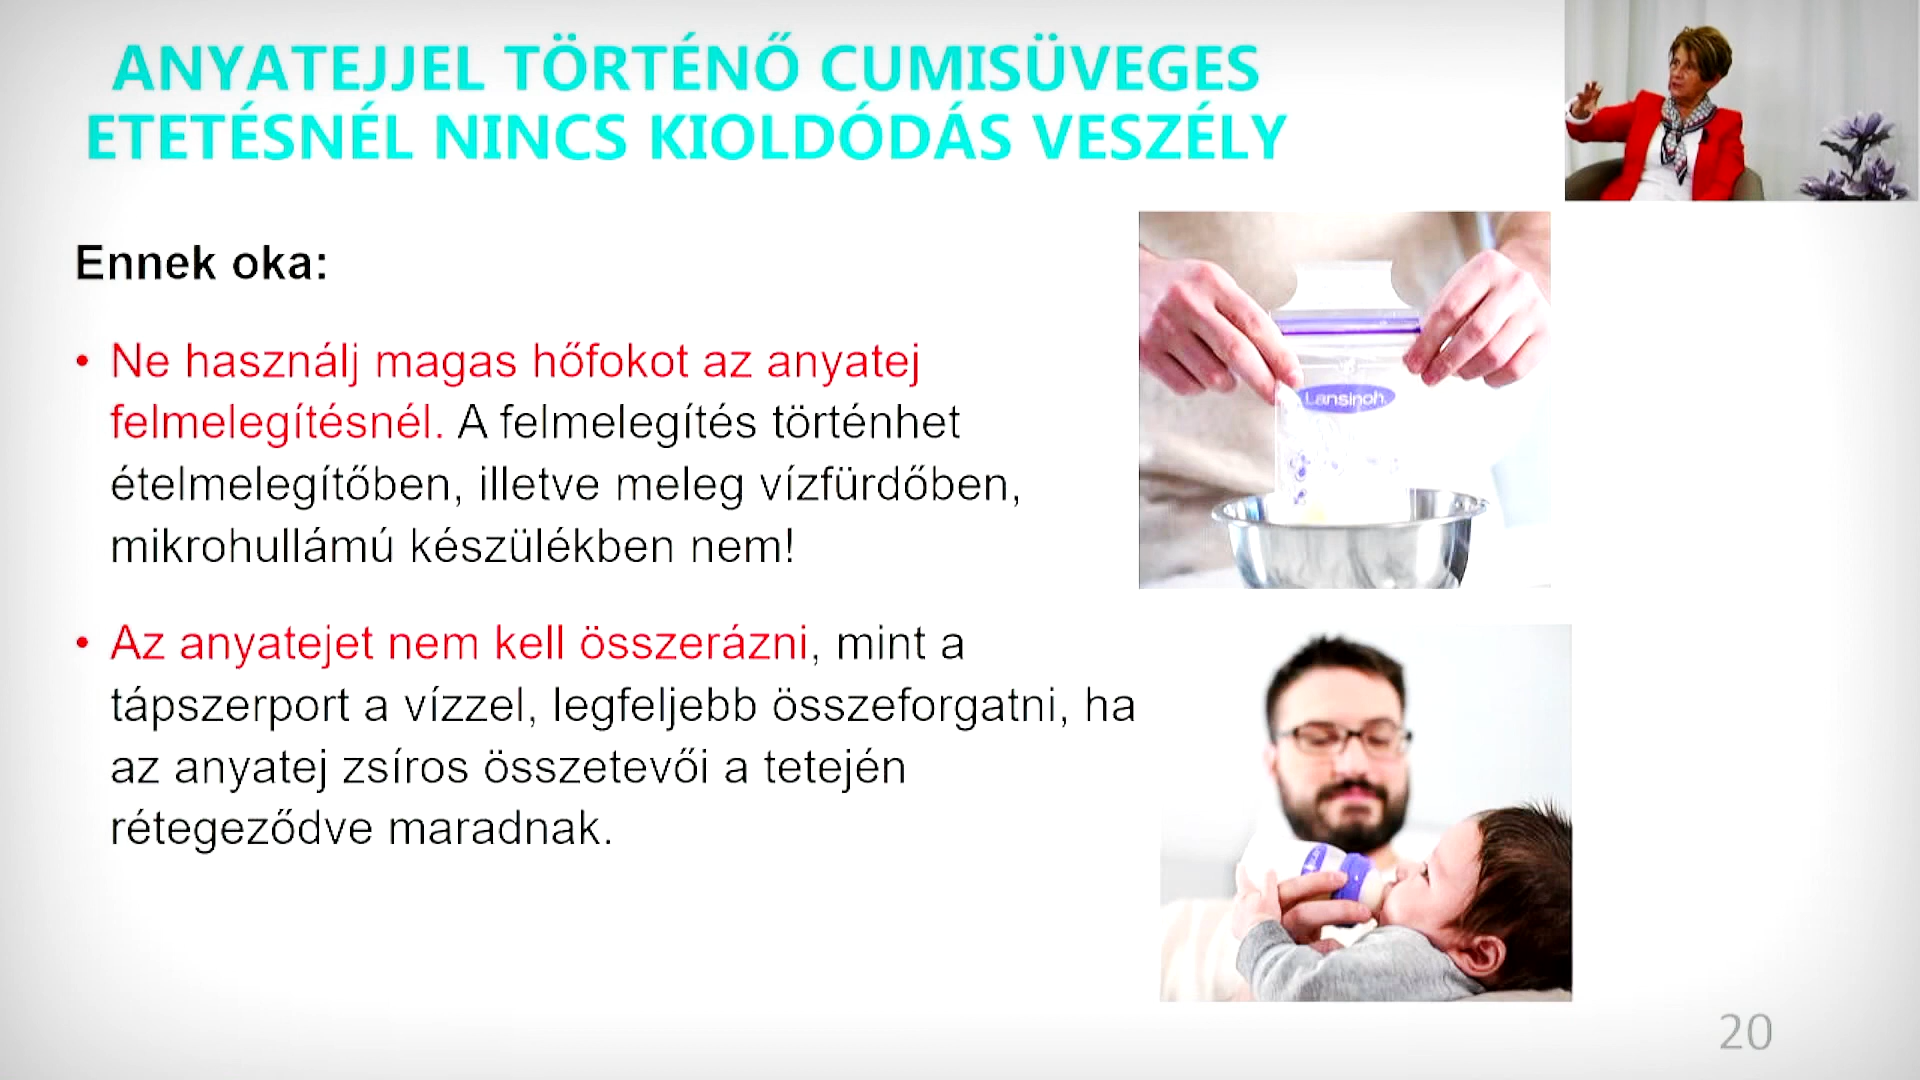 ANYATEJJEL TÖRTÉNŐ CUMISÜVEGES
ETETÉSNÉL NINCS KIOLDÓDÁS VESZÉLY
Ennek oka:
• Ne használj magas hőfokot az anyatej
felmelegítésnél. A felmelegítés történhet
ételmelegítőben, illetve meleg vízfürdőben,
mikrohullámú készülékben nem!
• Az anyatejet nem kell összerázni, mint a
tápszerport a vízzel, legfeljebb összeforgatni, ha
az anyatej zsíros összetevői a tetején
rétegeződve maradnak.
Lansinoh
20